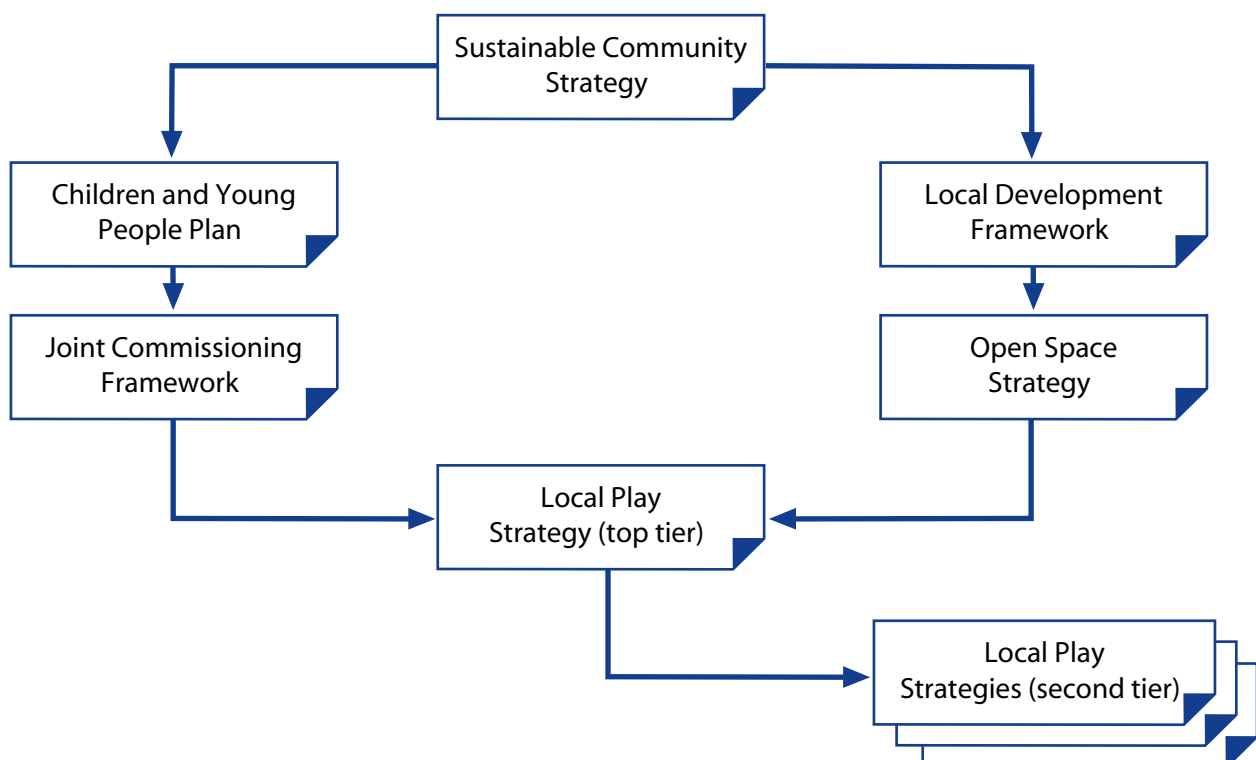 Sustainable Community
Strategy
Children and Young
People Plan
Local Development
Framework
Joint Commissioning
Framework
Open Space
Strategy
Local Play
Strategy (top tier)
Local Play
Strategies (second tier)